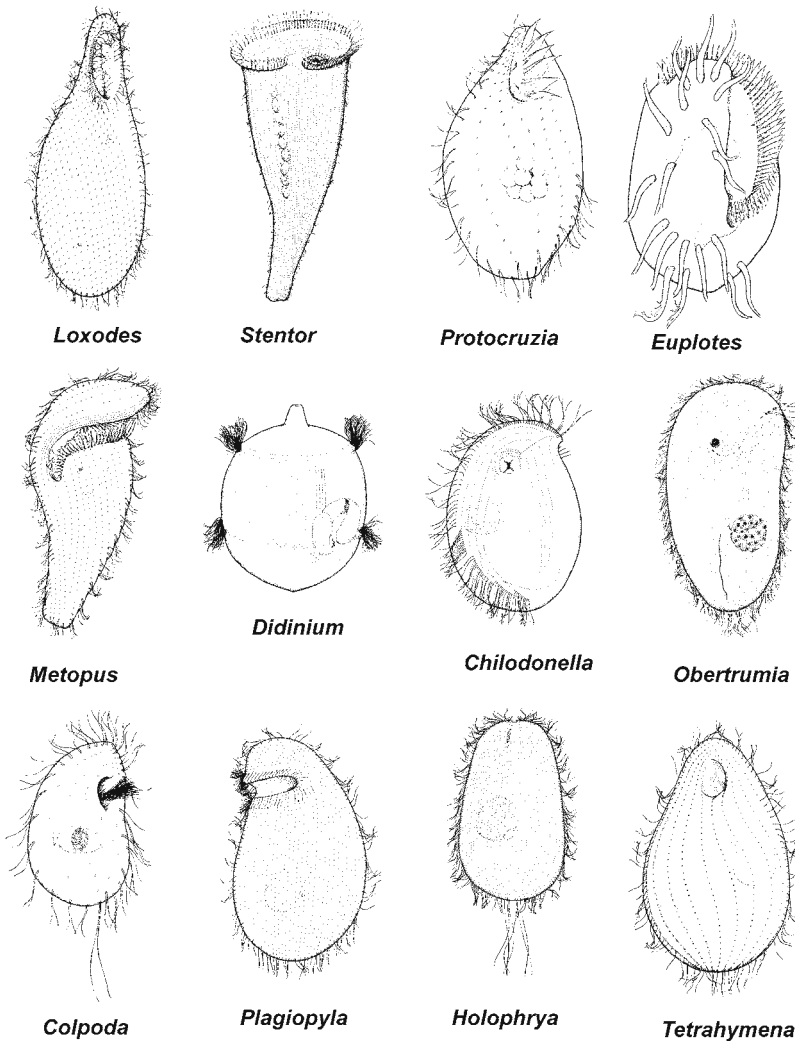 Loxodes
Stentor
Protocruzia
Euplotes
Metopus
Didinium
Chilodonella
Obertrumia
Colpoda
Plagiopyla
Holophrya
Tetrahymena